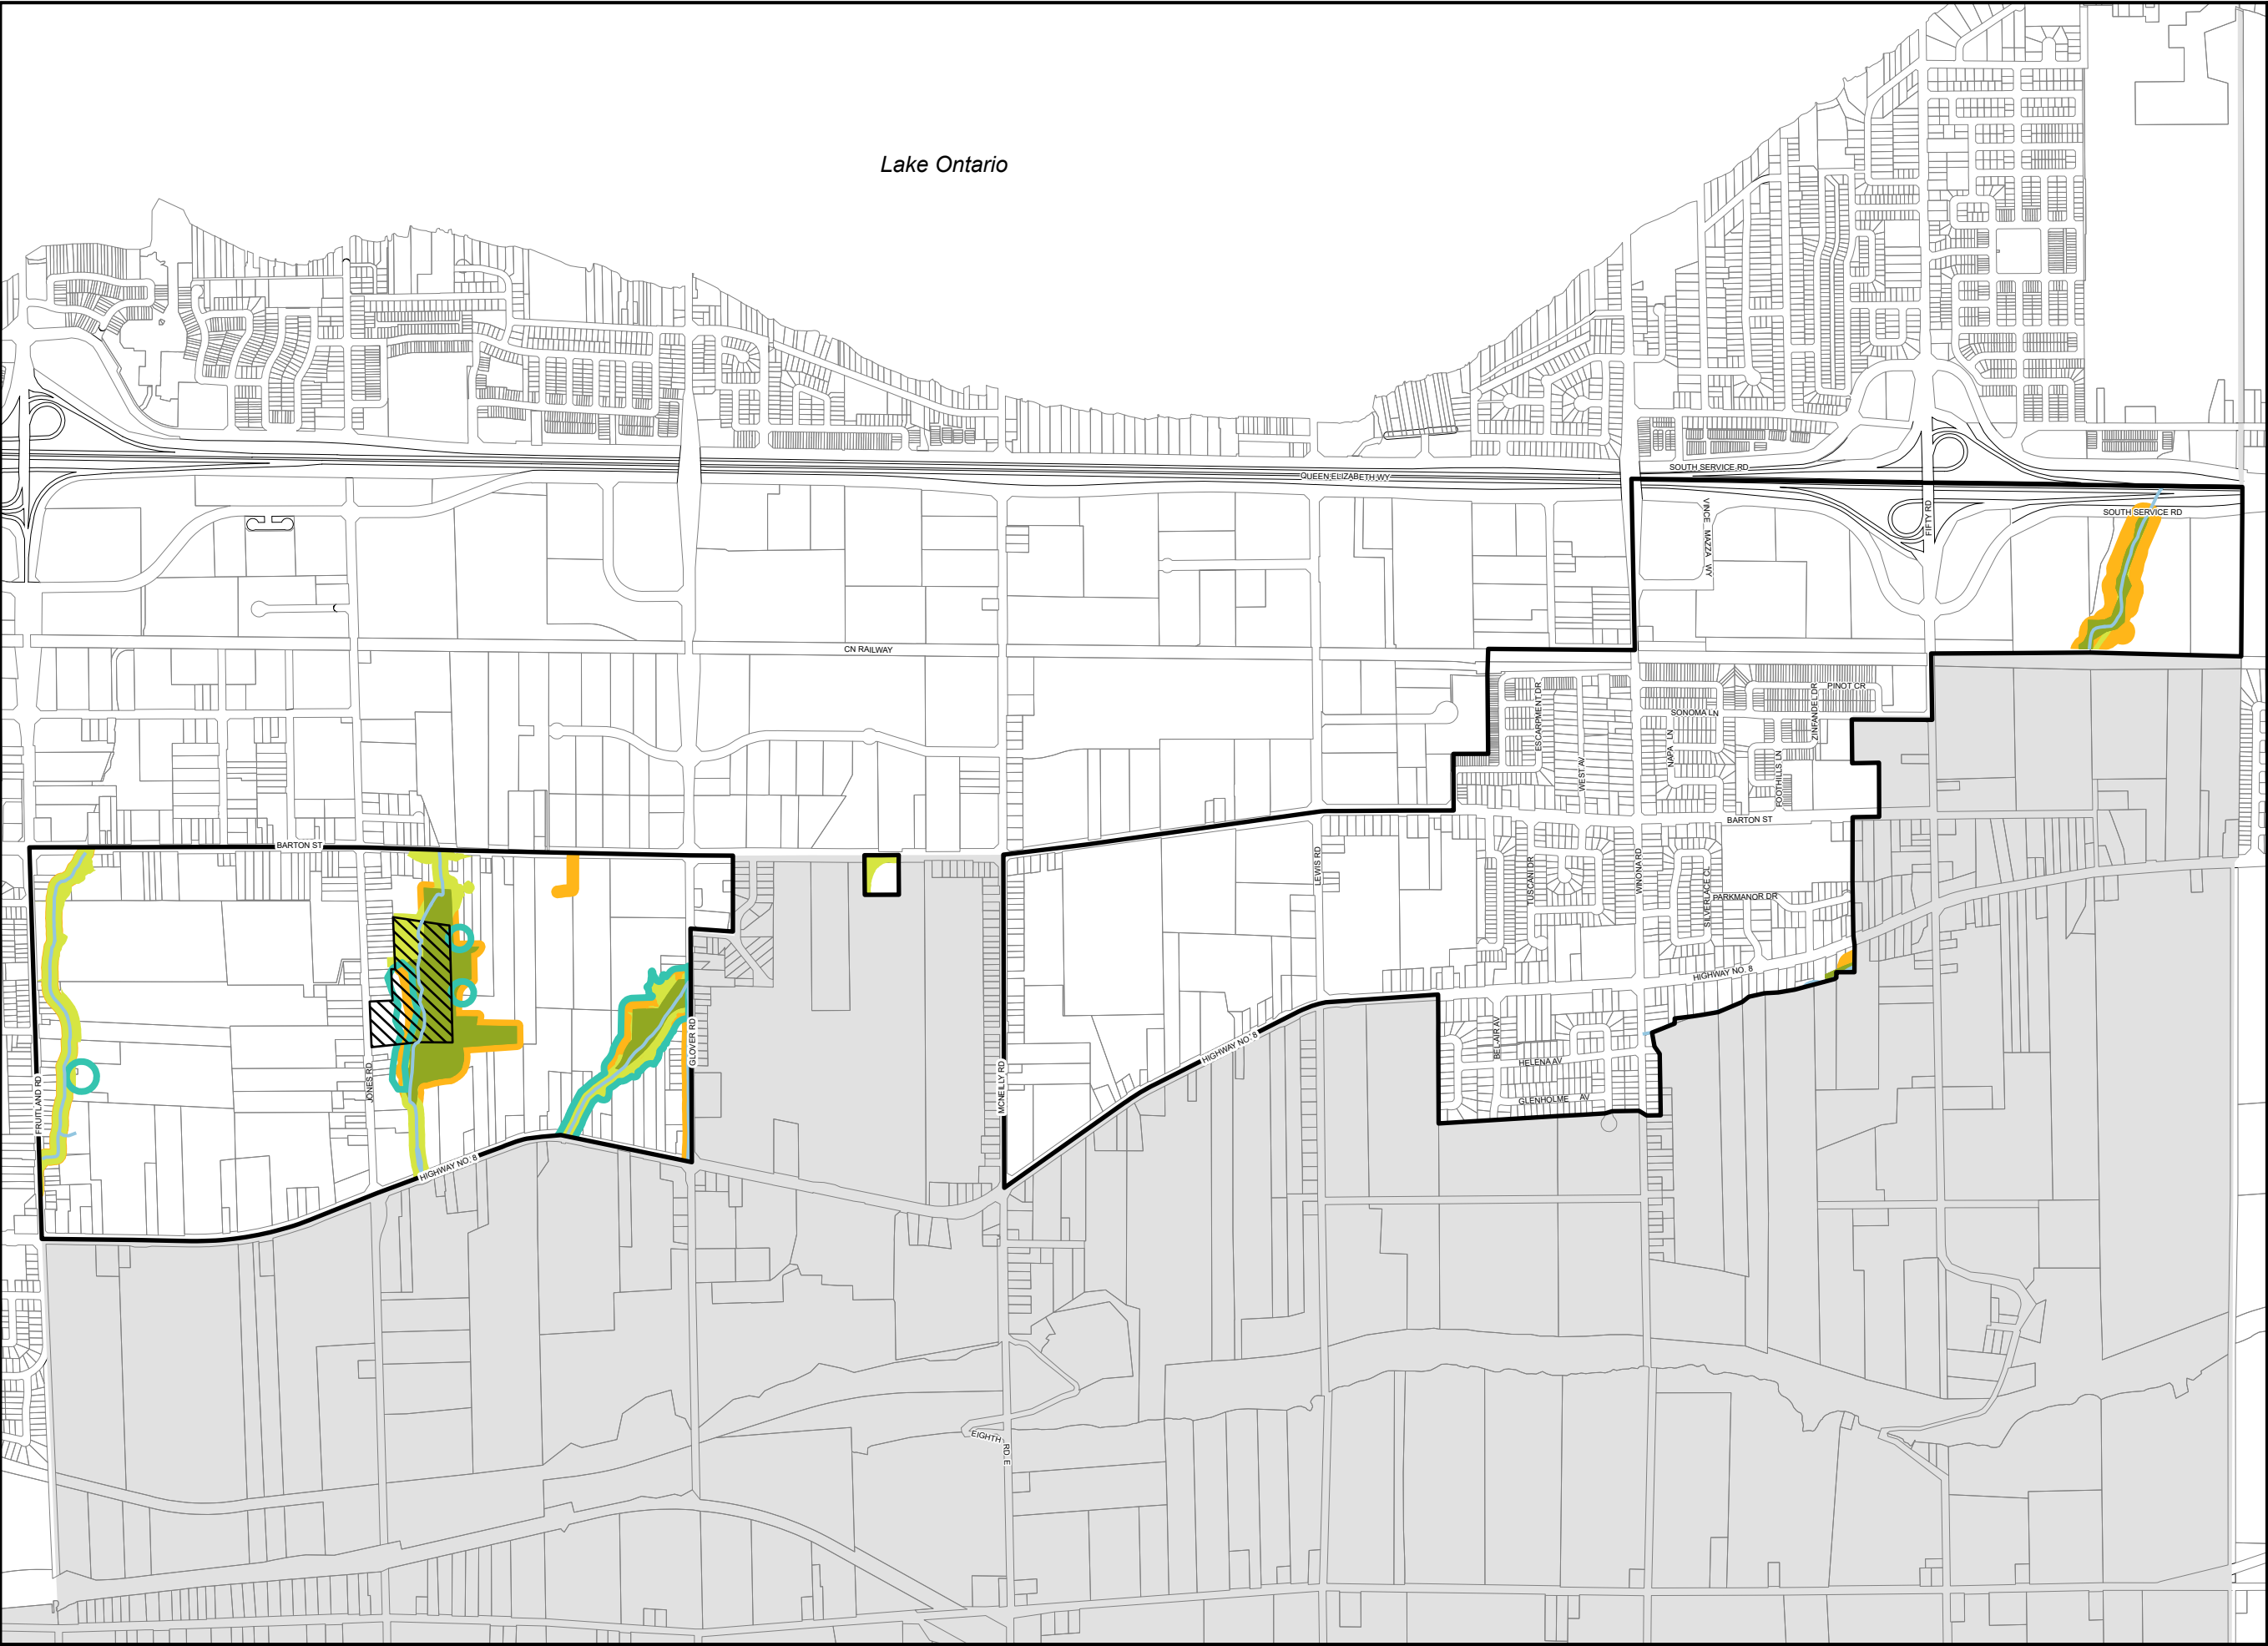 Lake Ontario
SOUTH SERVICE RD
QUEEN ELIZABETH WY
VINCE MAZZA WY
FIFTY RD
SOUTH SERVICE RD
CN RAILWAY
ESCARPMENT DR
PINOT CR
SONOMA LN
ZINFANDEL DR
NAPA LN
WEST AV
FOOTHILLS LN
BARTON ST
BARTON ST
LEWIS RD
TUSCANI DR
WINONA RD
SILVERLACE CL
PARKMANOR DR
HIGHWAY NO. 8
GLOVER RD
BEL-AIR AV
HIGHWAY NO. 8
HELENA AV
FRUITLAND RD
JONES RD
MCNEILLY RD
GLENHOLME AV
HIGHWAY NO. 8
EIGHTH RD E